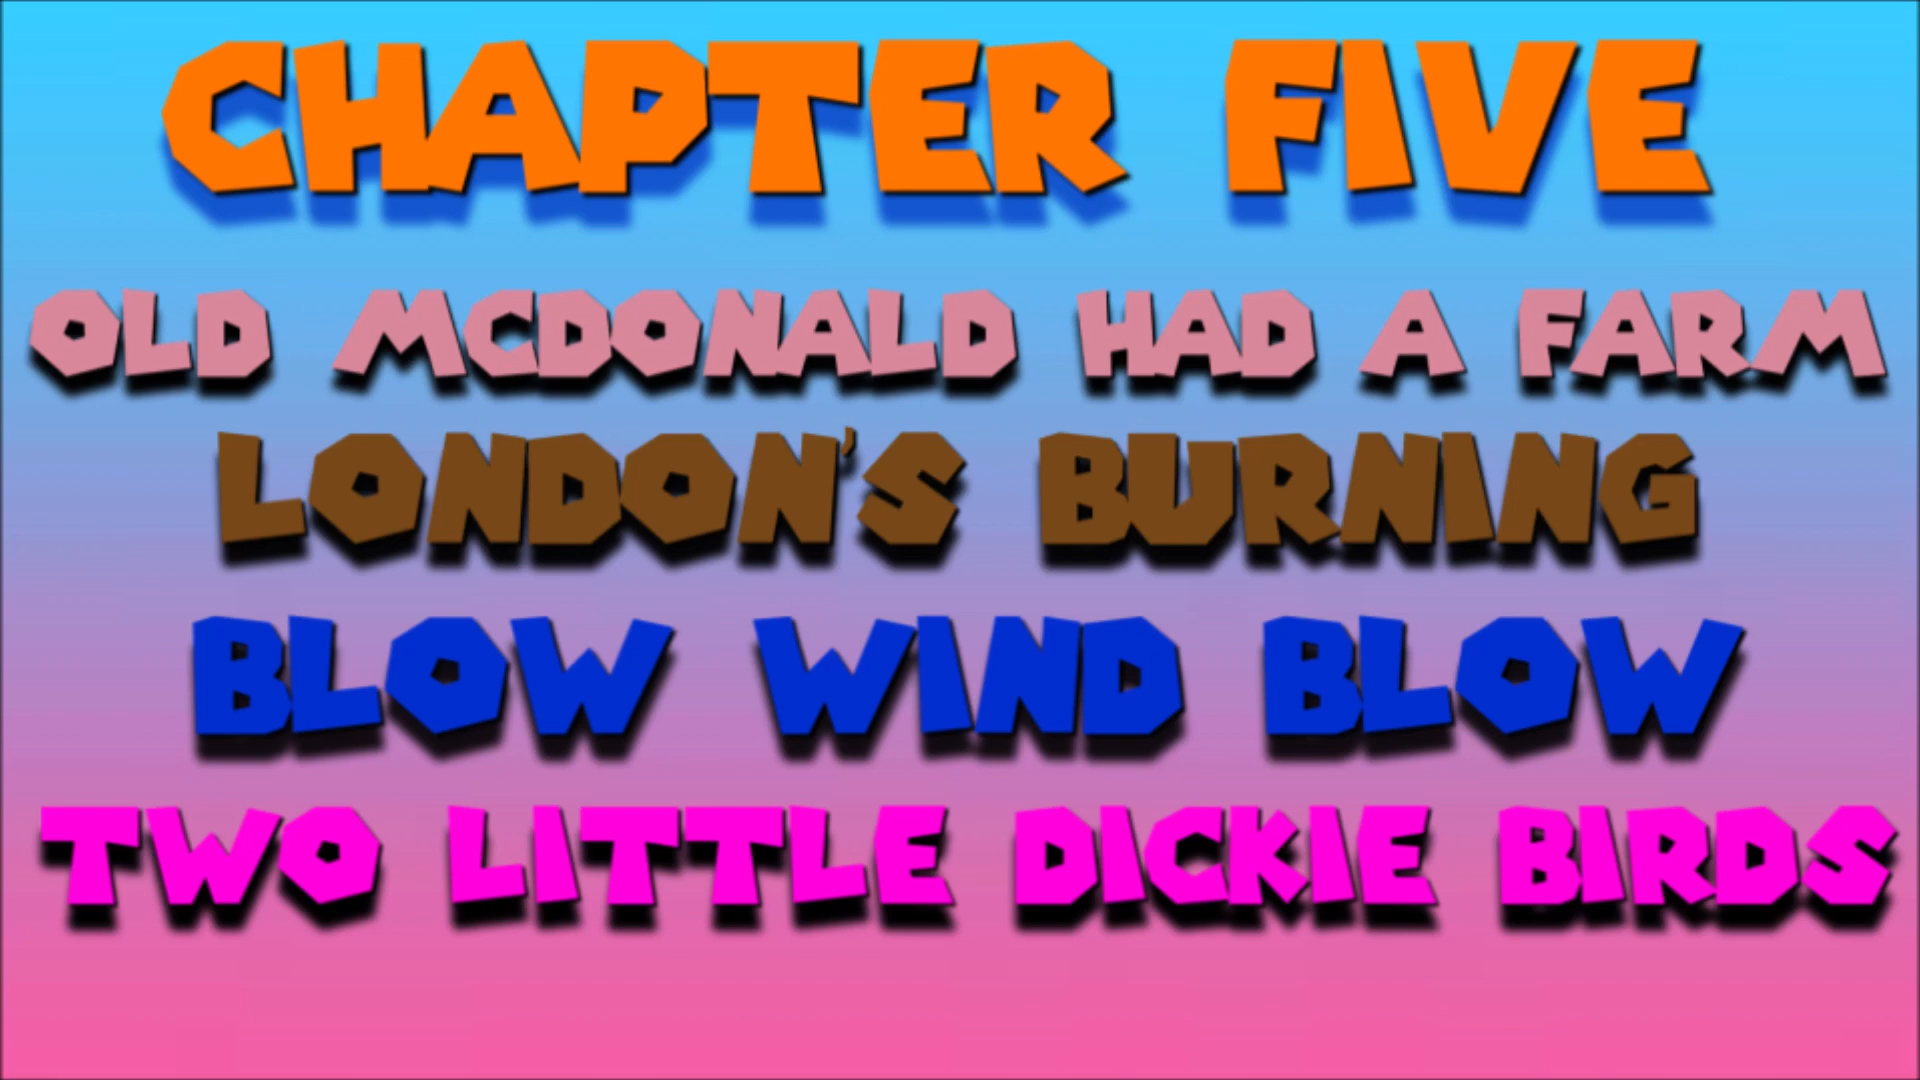 CHAPTER FIVE
OLD MCDONALD HAD A FARM
LONDON'S BURNING
BLOW WIND BLOW
TWO LITTLE DICKIE BIRDS